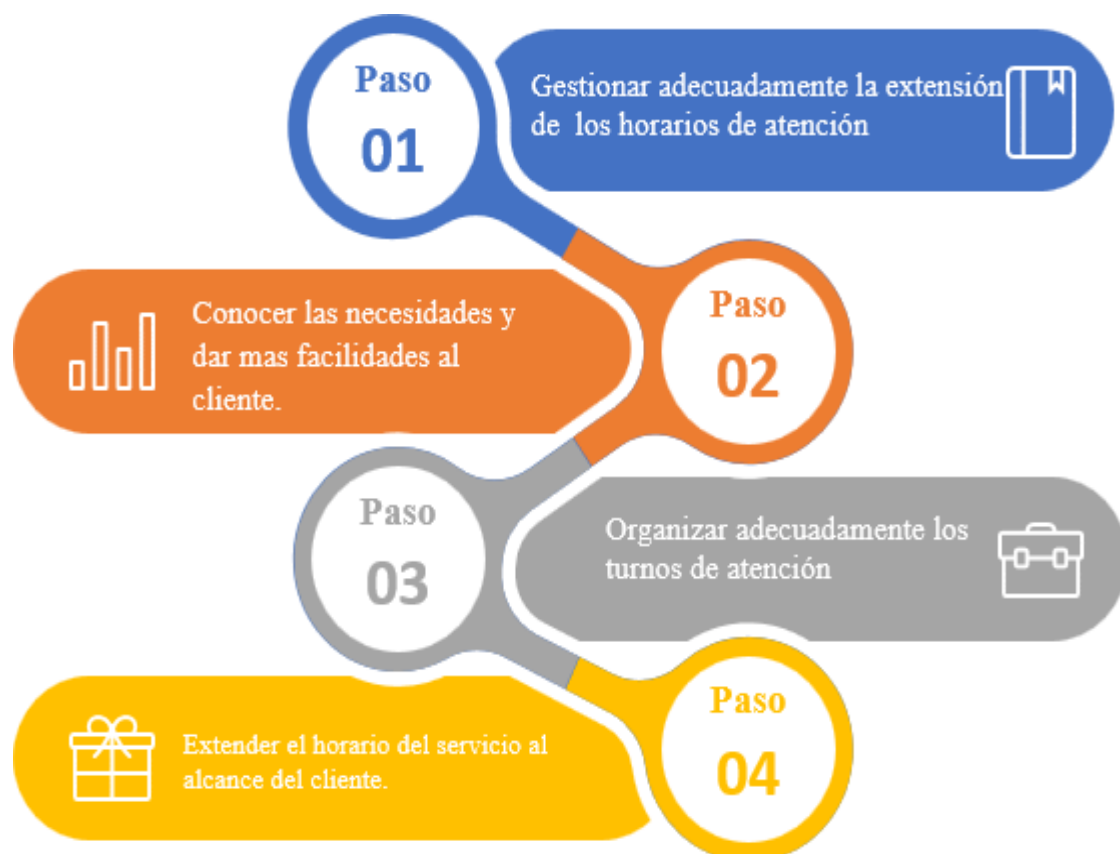 Paso
01
Gestionar adecuadamente la extensión
de los horarios de atención
Conocer las necesidades y
dar mas facilidades al
cliente.
Paso
02
Paso
03
Organizar adecuadamente los
turnos de atención
Extender el horario del servicio al
alcance del cliente.
Paso
04